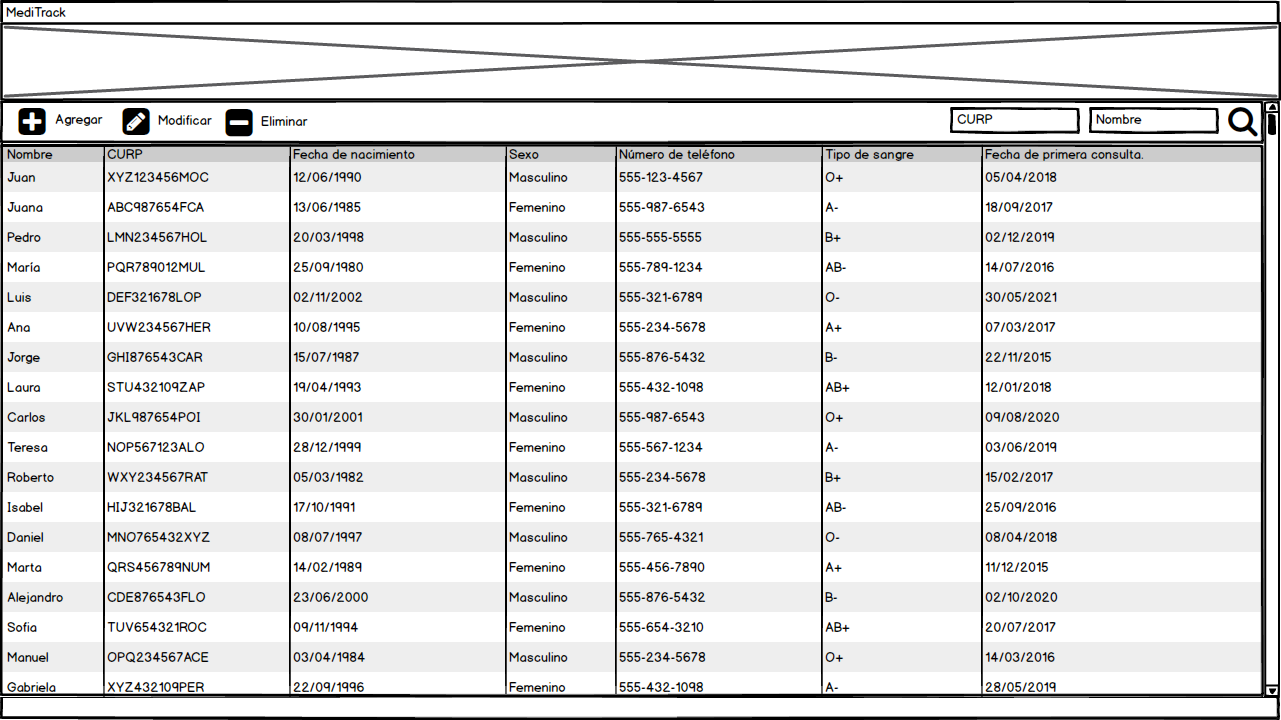 MediTrack
Agregar Modificar Eliminar CURP Nombre
Nombre CURP Fecha de nacimiento Sexo Número de teléfono Tipo de sangre Fecha de primera consulta.
Juan XYZ123456MOC 12/06/1990 Masculino 555-123-4567 O+ 05/04/2018
Juana ABC987654FCA 13/06/1985 Femenino 555-987-6543 A- 18/09/2017
Pedro LMN234567HOL 20/03/1998 Masculino 555-555-5555 B+ 02/12/2019
María PQR789012MUL 25/09/1980 Femenino 555-789-1234 AB- 14/07/2016
Luis DEF321678LOP 02/11/2002 Masculino 555-321-6789 O- 30/05/2021
Ana UVW234567HER 10/08/1995 Femenino 555-234-5678 A+ 07/03/2017
Jorge GHI876543CAR 15/07/1987 Masculino 555-876-5432 B- 22/11/2015
Laura STU432109ZAP 19/04/1993 Femenino 555-432-1098 AB+ 12/01/2018
Carlos JKL987654POI 30/01/2001 Masculino 555-987-6543 O+ 09/08/2020
Teresa NOP567123ALO 28/12/1999 Femenino 555-567-1234 A- 03/06/2019
Roberto WXY234567RAT 05/03/1982 Masculino 555-234-5678 B+ 15/02/2017
Isabel HIJ321678BAL 17/10/1991 Femenino 555-321-6789 AB- 25/09/2016
Daniel MNO765432XYZ 08/07/1997 Masculino 555-765-4321 O- 08/04/2018
Marta QRS456789NUM 14/02/1989 Femenino 555-456-7890 A+ 11/12/2015
Alejandro CDE876543FLO 23/06/2000 Masculino 555-876-5432 B- 02/10/2020
Sofia TUV654321ROC 09/11/1994 Femenino 555-654-3210 AB+ 20/07/2017
Manuel OPQ234567ACE 03/04/1984 Masculino 555-234-5678 O+ 14/03/2016
Gabriela XYZ432109PER 22/09/1996 Femenino 555-432-1098 A- 28/05/2019